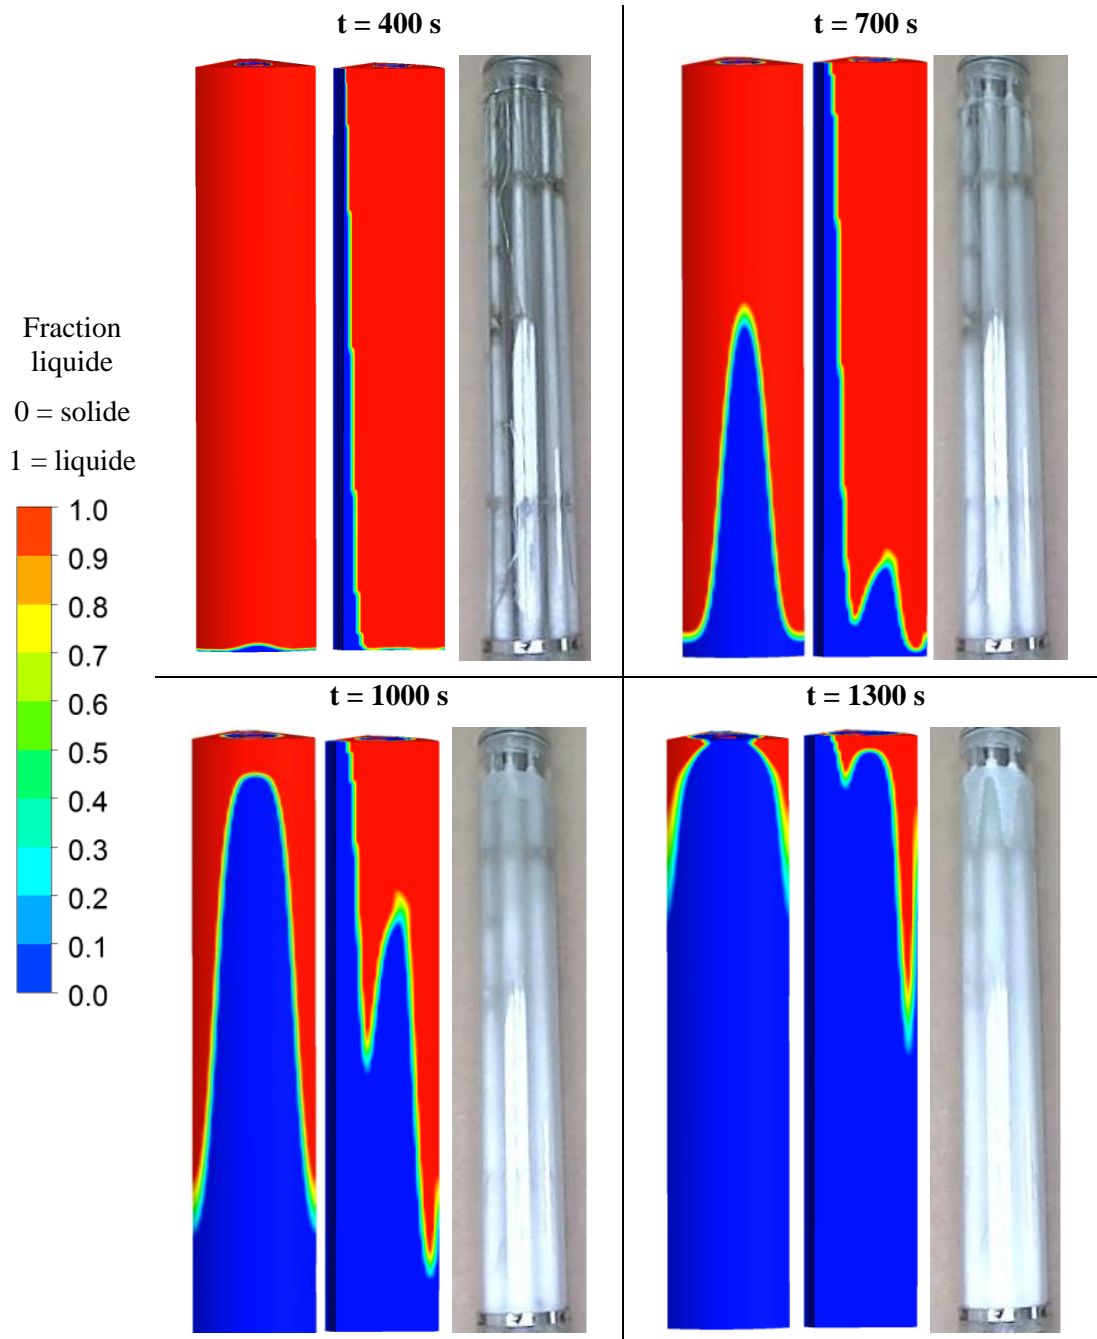 t = 400 s
t = 700 s
Fraction
liquide
0 = solide
1 = liquide
1.0
0.9
0.8
0.7
0.6
0.5
0.4
0.3
0.2
0.1
0.0
t = 1000 s
t = 1300 s